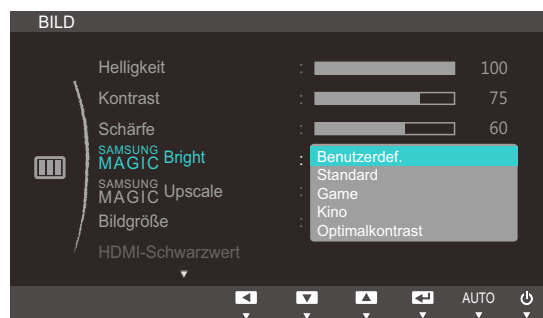 BILD
Helligkeit : 100
Kontrast : 75
Schärfe : 60
SAMSUNG MAGIC Bright : Benutzerdef.
Standard
SAMSUNG MAGIC Upscale : Game
Kino
Bildgröße : Optimalkontrast
HDMI-Schwarzwert
AUTO